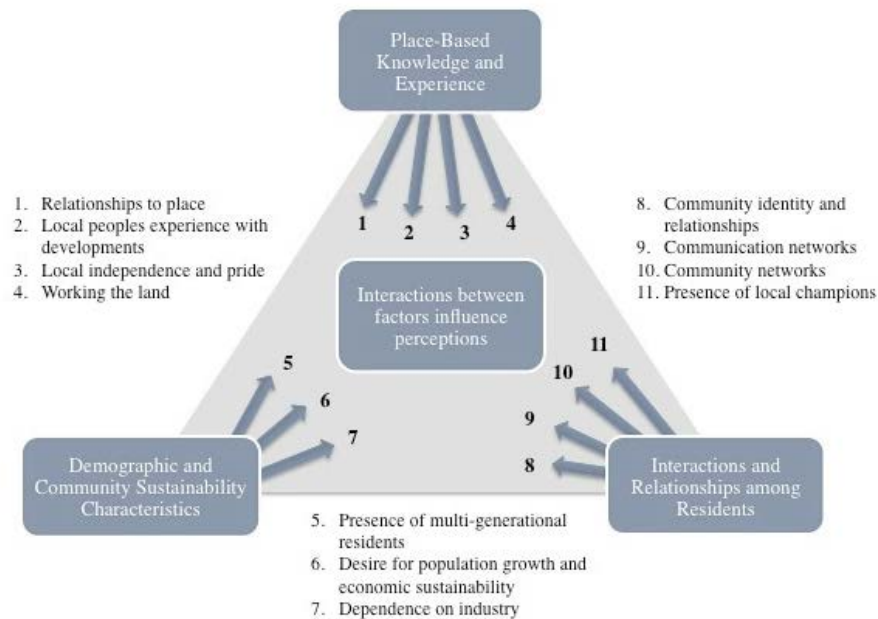 Place-Based
Knowledge and
Experience
1. Relationships to place
2. Local peoples experience with
developments
3. Local independence and pride
4. Working the land
8. Community identity and
relationships
9. Communication networks
10. Community networks
11. Presence of local champions
1
2
3
4
Interactions between
factors influence
perceptions
5
6
7
11
10
9
8
Demographic and
Community Sustainability
Characteristics
Interactions and
Relationships among
Residents
5. Presence of multi-generational
residents
6. Desire for population growth and
economic sustainability
7. Dependence on industry